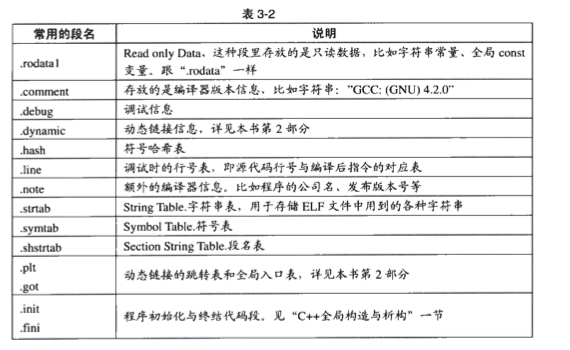 表 3-2
常用的段名 说明
.rodata1 Read only Data，这种段里存放的是只读数据，比如字符串常量、全局 const
变量。跟“.rodata”一样
.comment 存放的是编译器版本信息，比如字符串："GCC: (GNU) 4.2.0"
.debug 调试信息
.dynamic 动态链接信息，详见本书第 2 部分
.hash 符号哈希表
.line 调试时的行号表，即源代码行号与编译后指令的对应表
.note 额外的编译器信息。比如程序的公司名、发布版本号等
.strtab String Table.字符串表，用于存储 ELF 文件中用到的各种字符串
.symtab Symbol Table.符号表
.shstrtab Section String Table.段名表
.plt
.got
动态链接的跳转表和全局入口表，详见本书第 2 部分
.init
.fini
程序初始化与终结代码段。见“C++全局构造与析构”一节